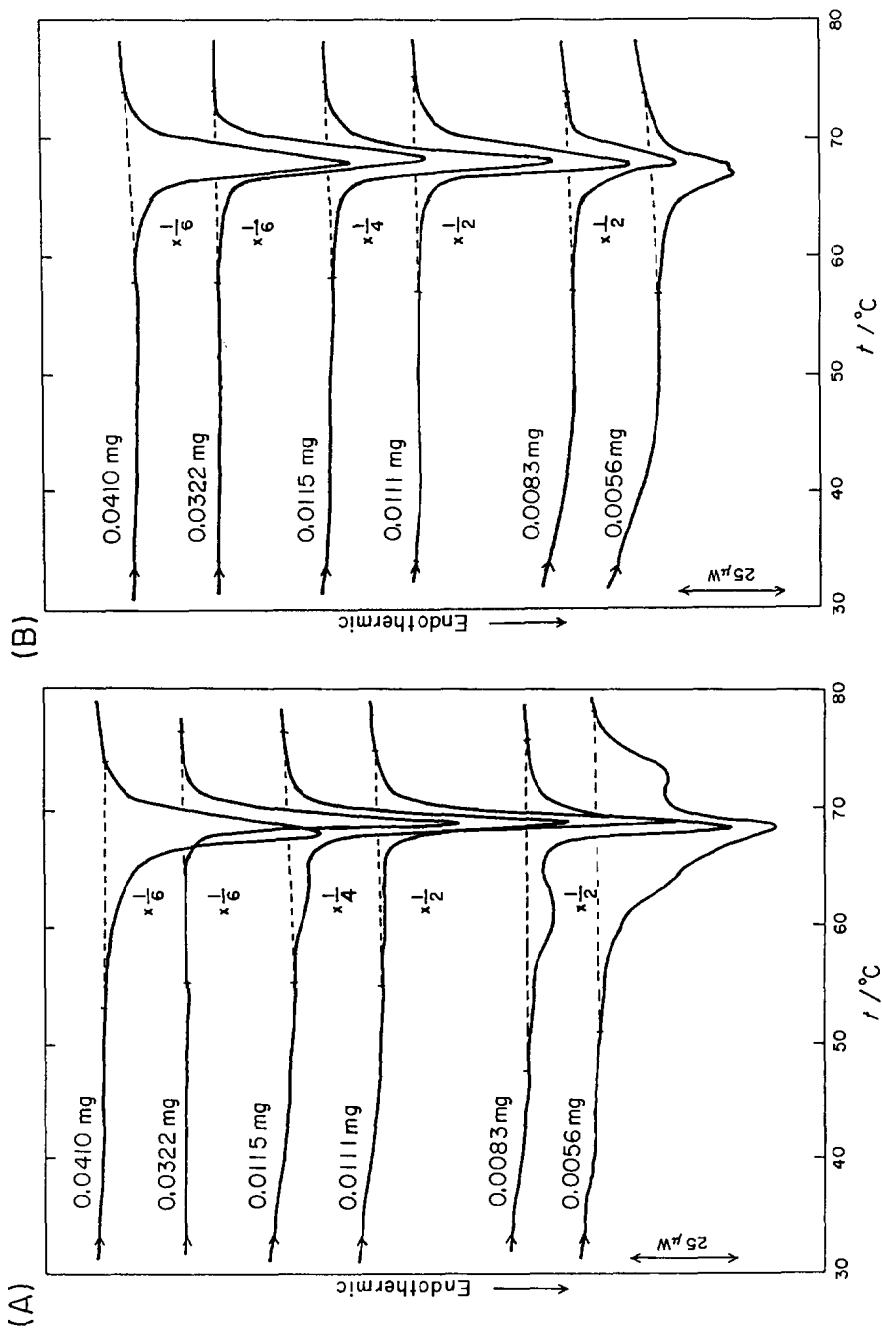 (A)
0.0410 mg
0.0322 mg
0.0115 mg
0.0111 mg
0.0083 mg
0.0056 mg
x 1/6
x 1/6
x 1/4
x 1/2
x 1/2
25 μW
Endothermic
30
40
50
60
70
80
t /°C
(B)
0.0410 mg
0.0322 mg
0.0115 mg
0.0111 mg
0.0083 mg
0.0056 mg
x 1/6
x 1/6
x 1/4
x 1/2
x 1/2
25 μW
Endothermic
30
40
50
60
70
80
t /°C